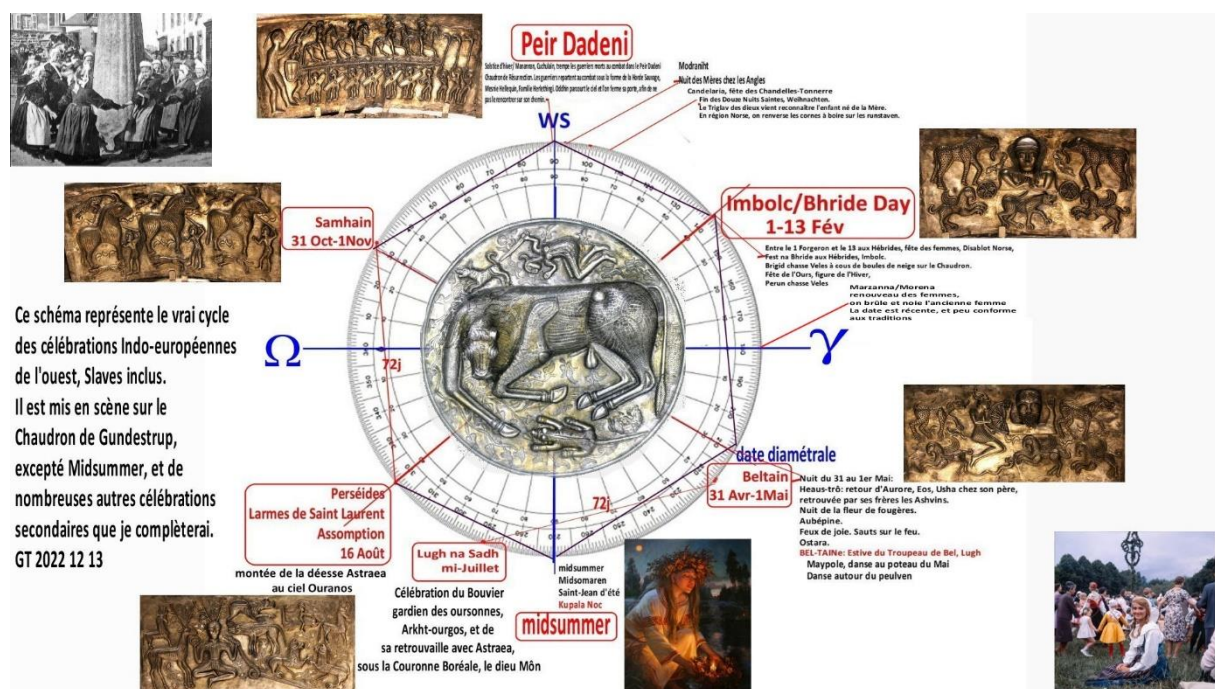 Peir Dadeni
Solstice d'hiver/ Manannan, Cuchulain, trempe les guerriers morts au combat dans le Peir Dadeni
Chaudron de Résurrection. Les guerriers repartent au combat sous la forme de la Horde Sauvage,
Mesnie Hellequin, Familie Herlethingi. Oddhin parcourt le ciel et l'on ferme sa porte, afin de ne
pas le rencontrer sur son chemin.
Modraniht
Nuit des Mères chez les Angles
Candelaria, fête des Chandelles-Tonnerre
Fin des Douze Nuits Saintes, Weihnachten.
Le Triglav des dieux vient reconnaître l'enfant né de la Mère.
En région Norse, on renverse les cornes à boire sur les runstaven.
WS
Samhain
31 Oct-1Nov
Imbolc/Bhride Day
1-13 Fév
Entre le 1 Forgeron et le 13 aux Hébrides, fête des femmes, Disablot Norse,
Fest na Bhride aux Hébrides, Imbolc.
Brigid chasse Veles à cous de boules de neige sur le Chaudron.
Fête de l'Ours, figure de l'Hiver,
Perun chasse Veles
Marzanna/Morena
renouveau des femmes,
on brûle et noie l'ancienne femme
La date est récente, et peu conforme
aux traditions
Ce schéma représente le vrai cycle
des célébrations Indo-européennes
de l'ouest, Slaves inclus.
Il est mis en scène sur le
Chaudron de Gundestrup,
excepté Midsummer, et de
nombreuses autres célébrations
secondaires que je complèterai.
GT 2022 12 13
Ω
γ
72j
date diamétrale
Beltain
31 Avr-1Mai
Nuit du 31 au 1er Mai:
Heaus-trô: retour d'Aurore, Eos, Usha chez son père,
retrouvée par ses frères les Ashvins.
Nuit de la fleur de fougères.
Aubépine.
Feux de joie. Sauts sur le feu.
Ostara.
BEL-TAINe: Estive du Troupeau de Bel, Lugh
Maypole, danse au poteau du Mai
Danse autour du peulven
72j.
Perséides
Larmes de Saint Laurent
Assomption
16 Août
montée de la déesse Astraea
au ciel Ouranos
Lugh na Sadh
mi-Juillet
Célébration du Bouvier
gardien des oursonnes,
Arkht-ourgos, et de
sa retrouvaille avec Astraea,
sous la Couronne Boréale, le dieu Môn
midsummer
Midsomaren
Saint-Jean d'été
Kupala Noc
midsummer